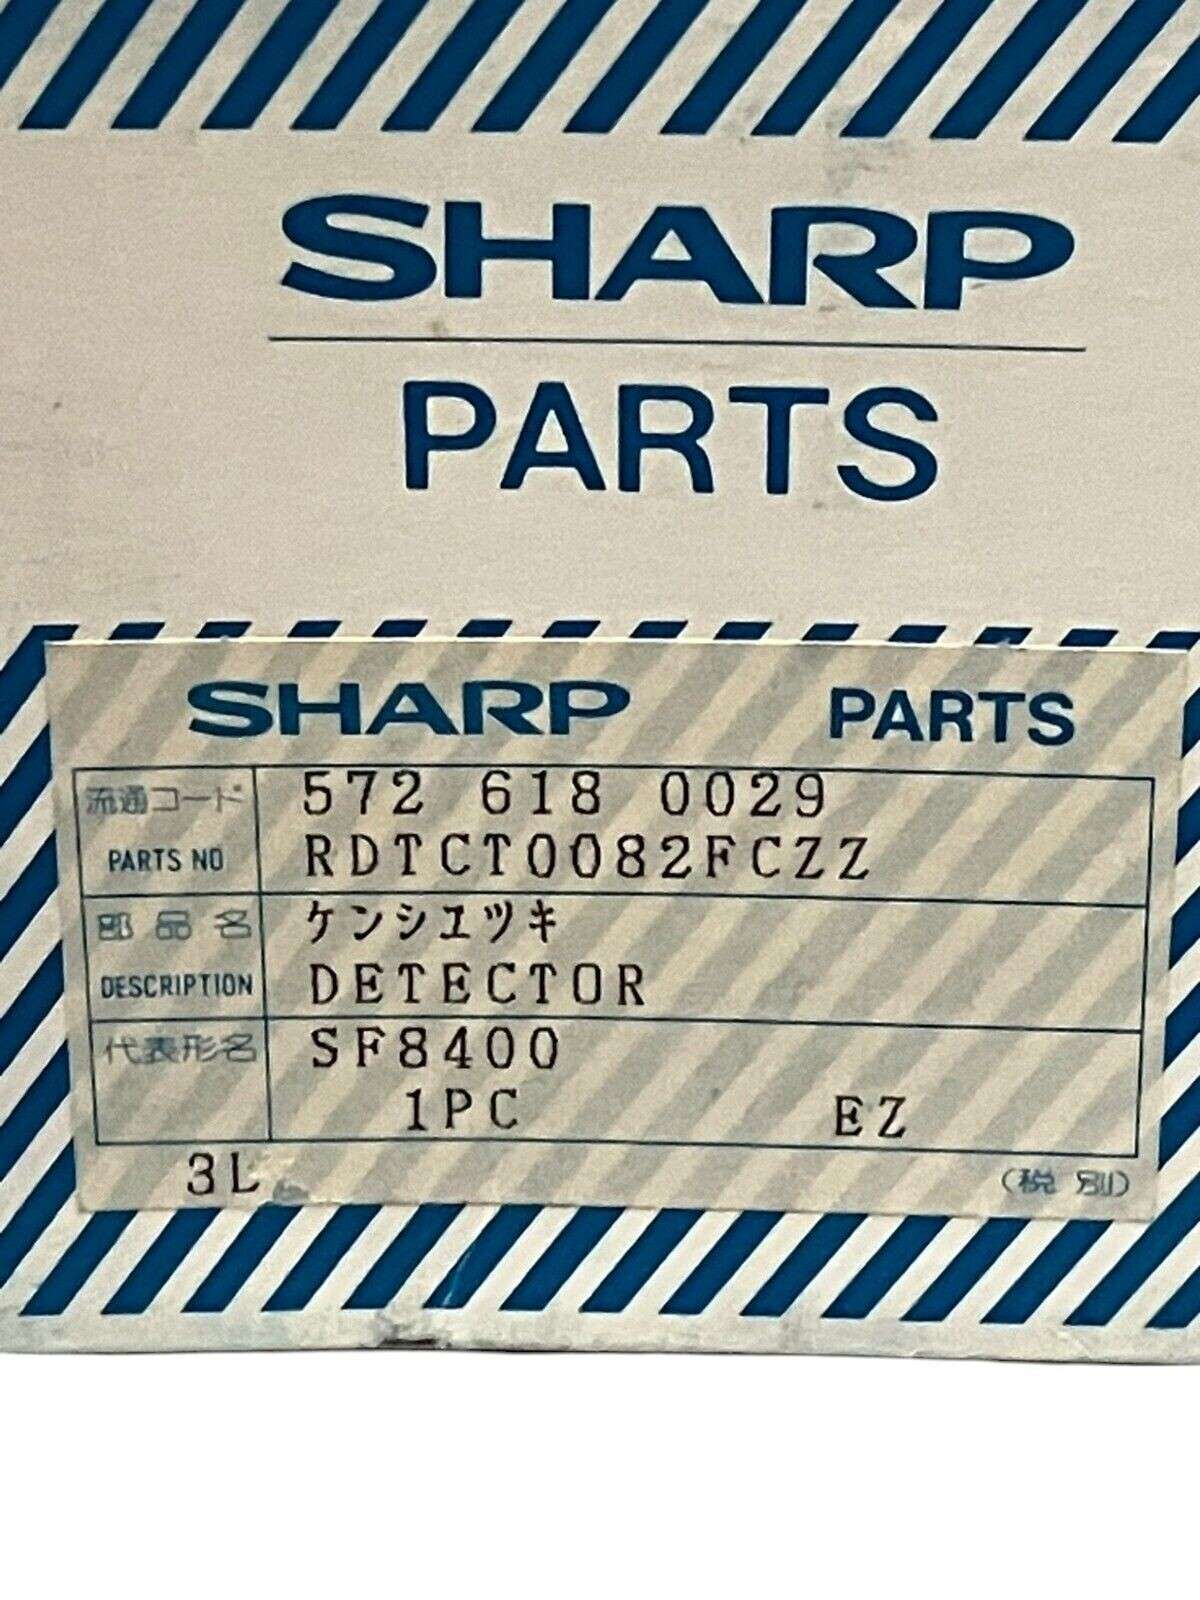 SHARP
PARTS
SHARP PARTS
流通コード 572 618 0029
PARTS NO RDTCT0082FCZZ
部品名 ケンシユツキ
DESCRIPTION DETECTOR
代表形名 SF8400
1PC EZ
3L (税別)